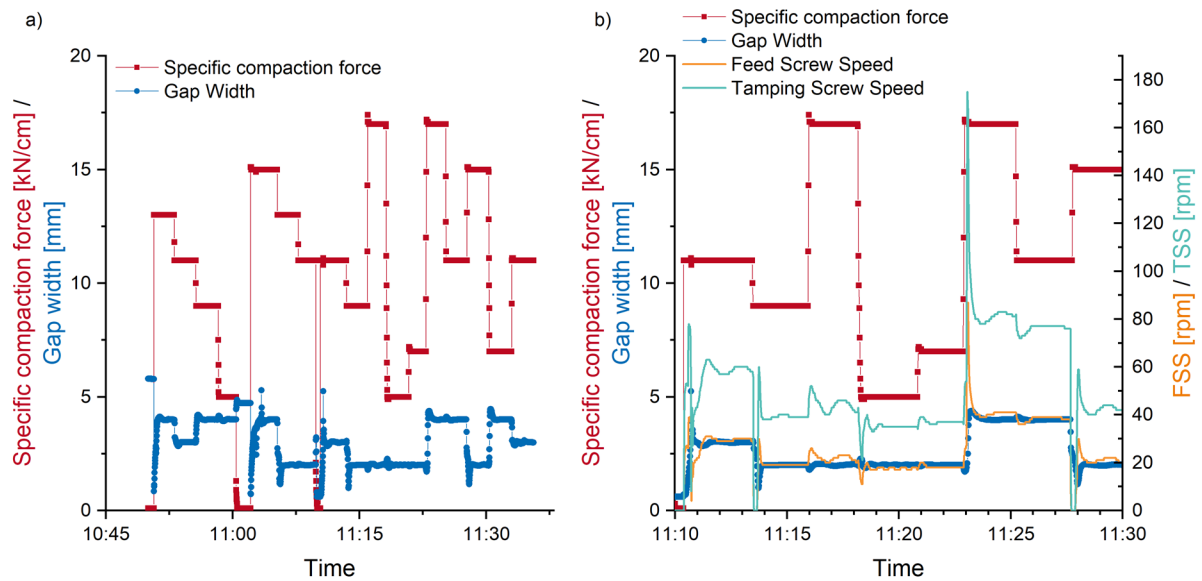 a)
Specific compaction force
Gap Width
Specific compaction force [kN/cm] /
Gap width [mm]
20
15
10
5
0
10:45
11:00
11:15
11:30
Time
b)
Specific compaction force
Gap Width
Feed Screw Speed
Tamping Screw Speed
Specific compaction force [kN/cm] /
Gap width [mm]
20
15
10
5
0
180
160
140
120
100
80
60
40
20
0
FSS [rpm] / TSS [rpm]
11:10
11:15
11:20
11:25
11:30
Time